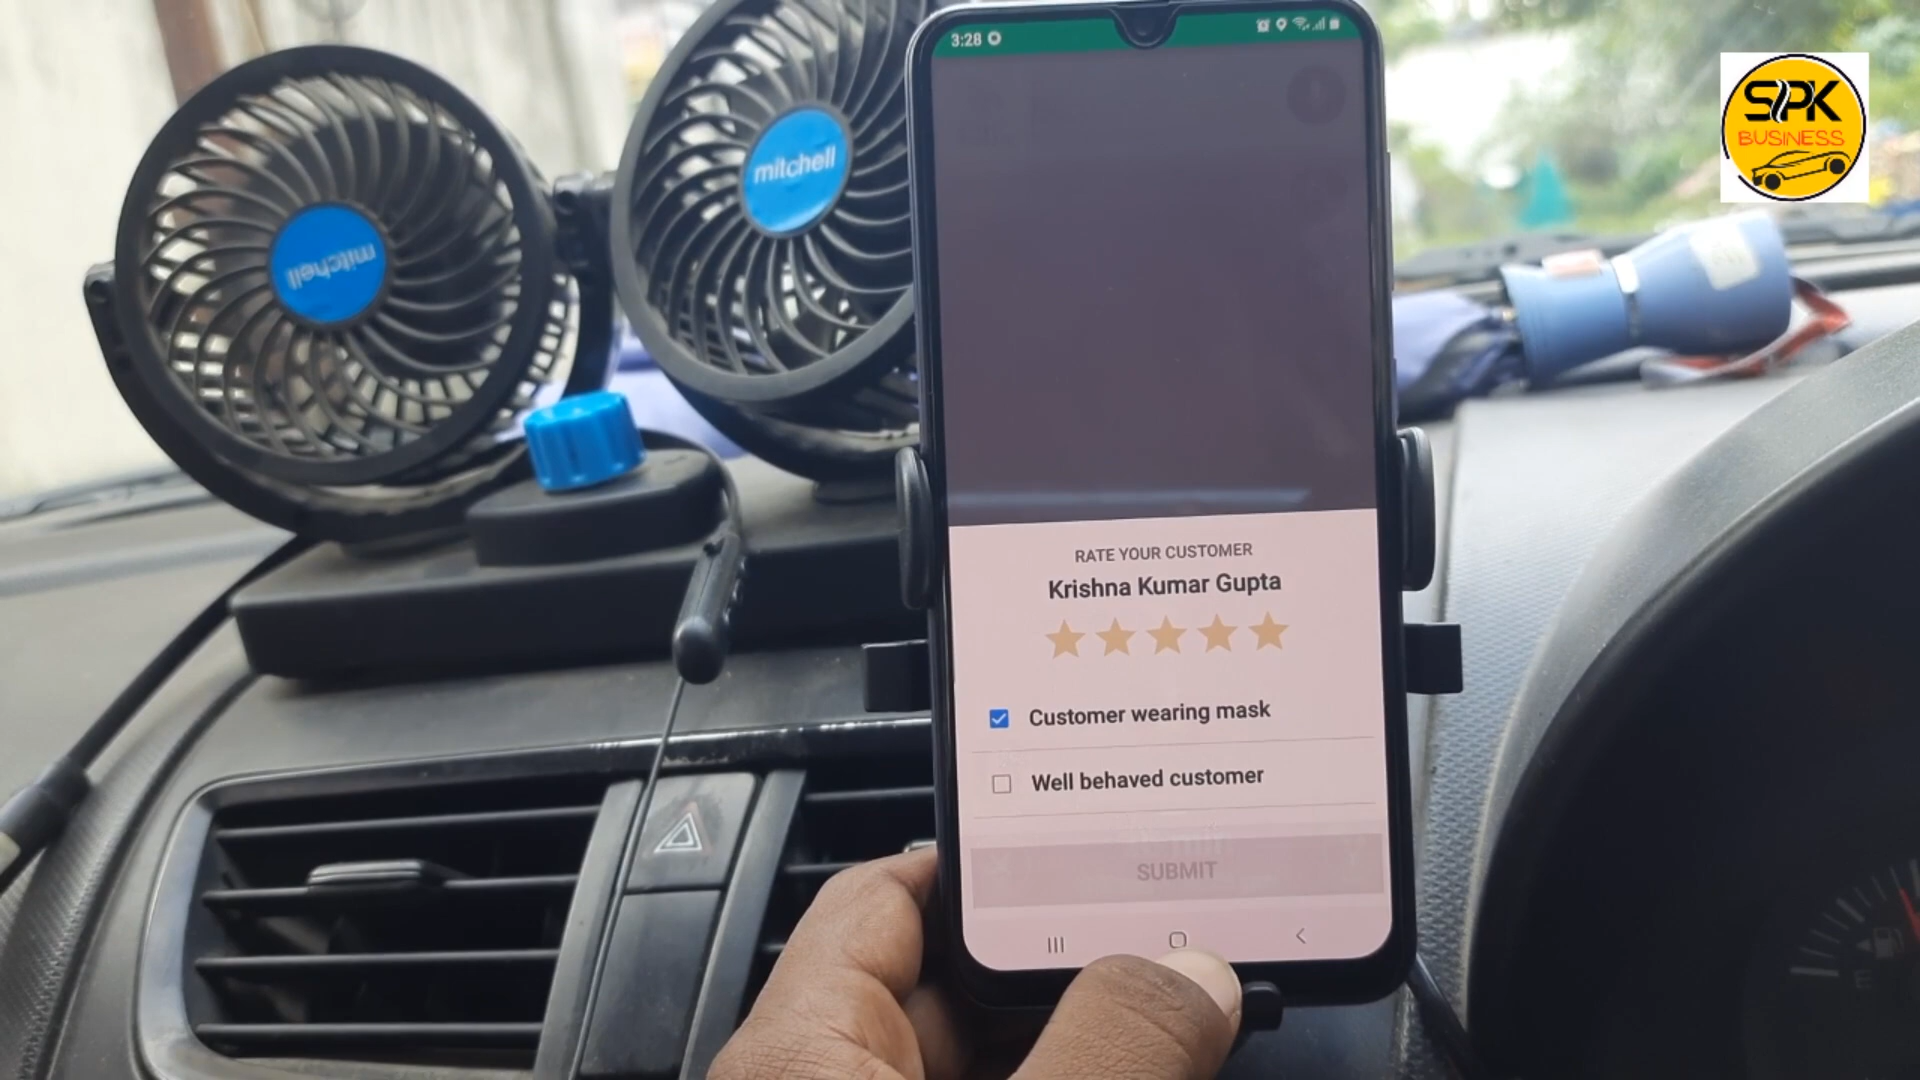 3:28
SPK
BUSINESS
mitchell
mitchell
RATE YOUR CUSTOMER
Krishna Kumar Gupta
Customer wearing mask
Well behaved customer
SUBMIT
E